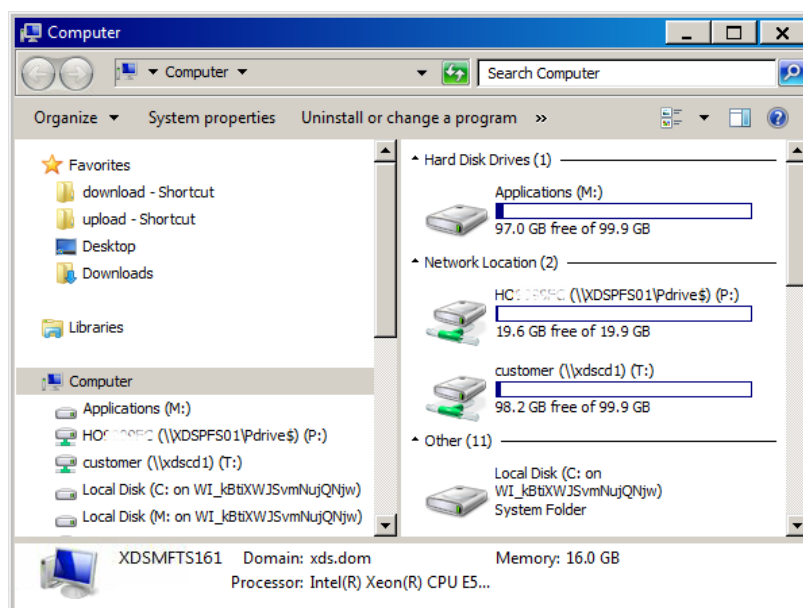 Computer
Computer
Search Computer
Organize System properties Uninstall or change a program »
Favorites
download - Shortcut
upload - Shortcut
Desktop
Downloads
Libraries
Computer
Applications (M:)
(\\XDSPFS01\Pdrive$) (P:)
customer (\\xdscd1) (T:)
Local Disk (C: on WI_kBtiXWJSvmNujQNjw)
Local Disk (M: on WI_kBtiXWJSvmNujQNjw)
Hard Disk Drives (1)
Applications (M:)
97.0 GB free of 99.9 GB
Network Location (2)
(\\XDSPFS01\Pdrive$) (P:)
19.6 GB free of 19.9 GB
customer (\\xdscd1) (T:)
98.2 GB free of 99.9 GB
Other (11)
Local Disk (C: on
WI_kBtiXWJSvmNujQNjw)
System Folder
XDSMFTS161 Domain: xds.dom Memory: 16.0 GB
Processor: Intel(R) Xeon(R) CPU E5...